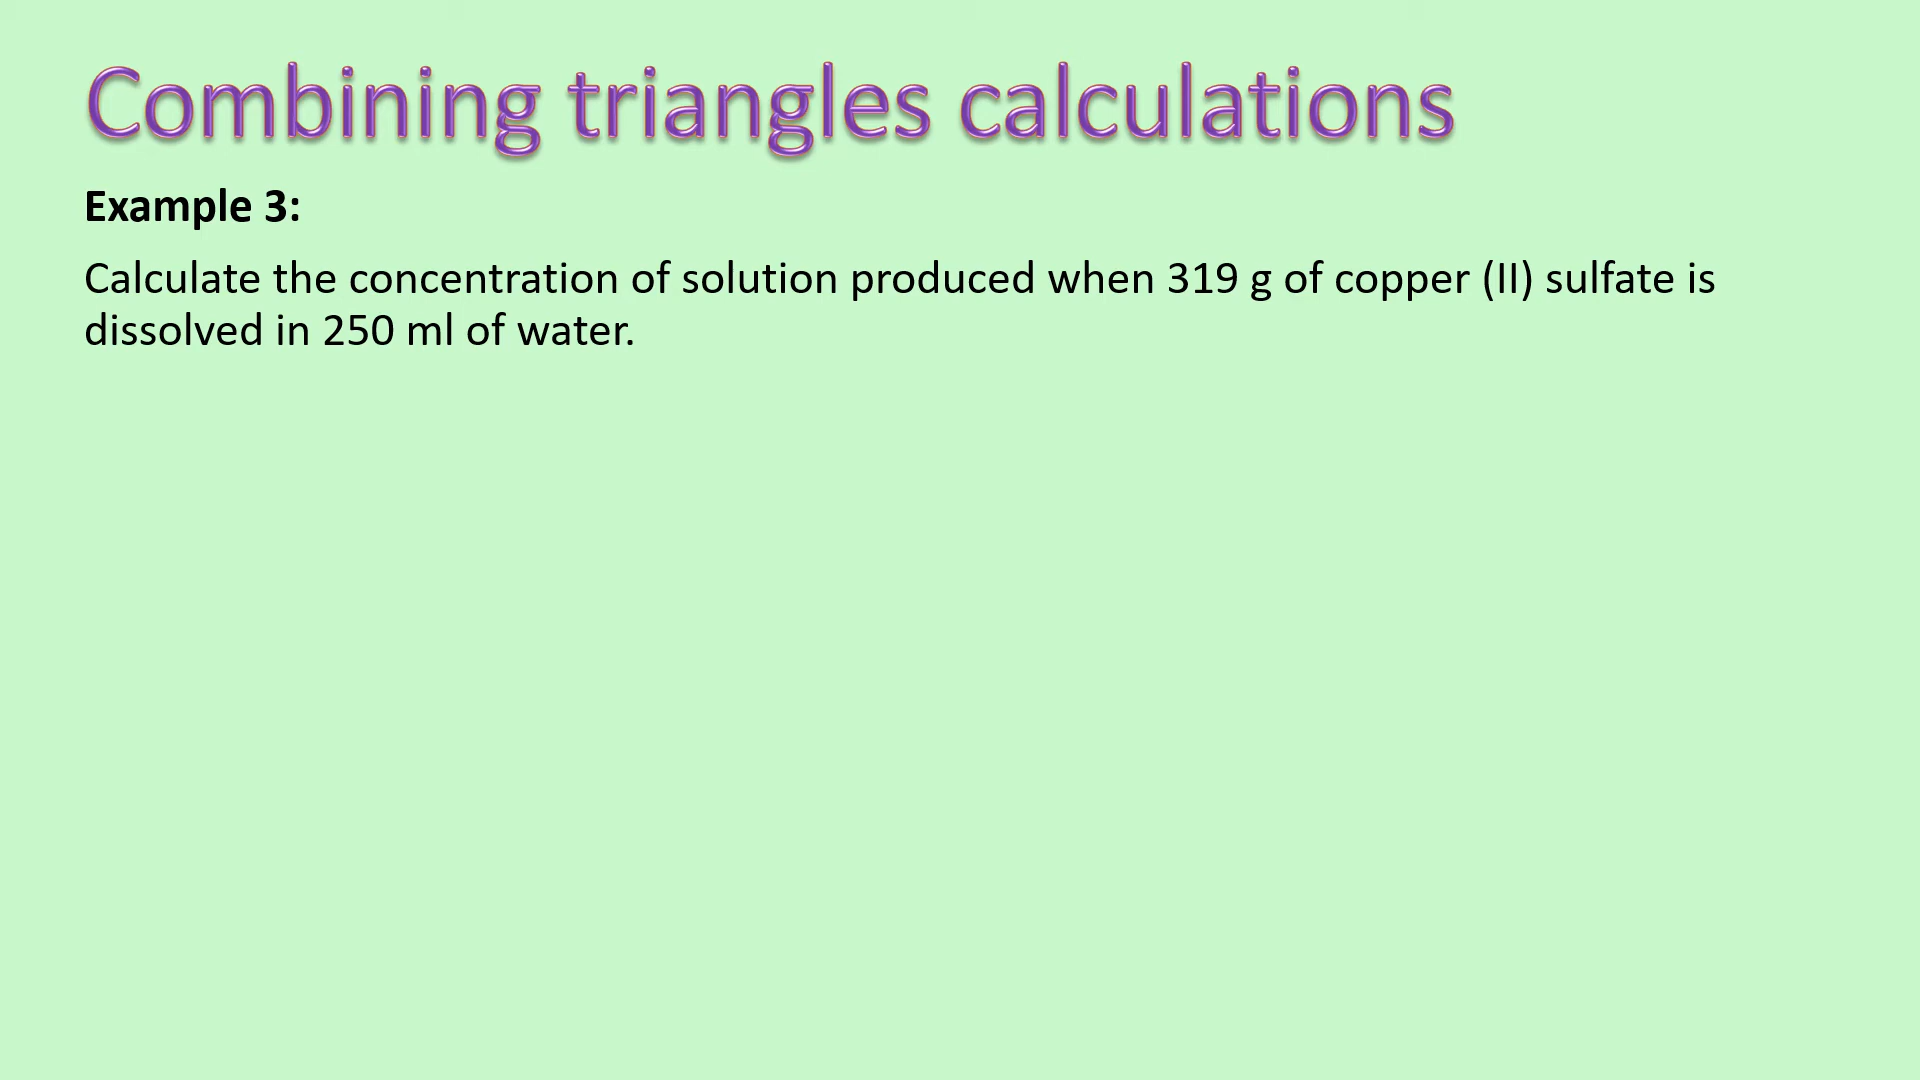 Combining triangles calculations
Example 3:
Calculate the concentration of solution produced when 319 g of copper (II) sulfate is
dissolved in 250 ml of water.